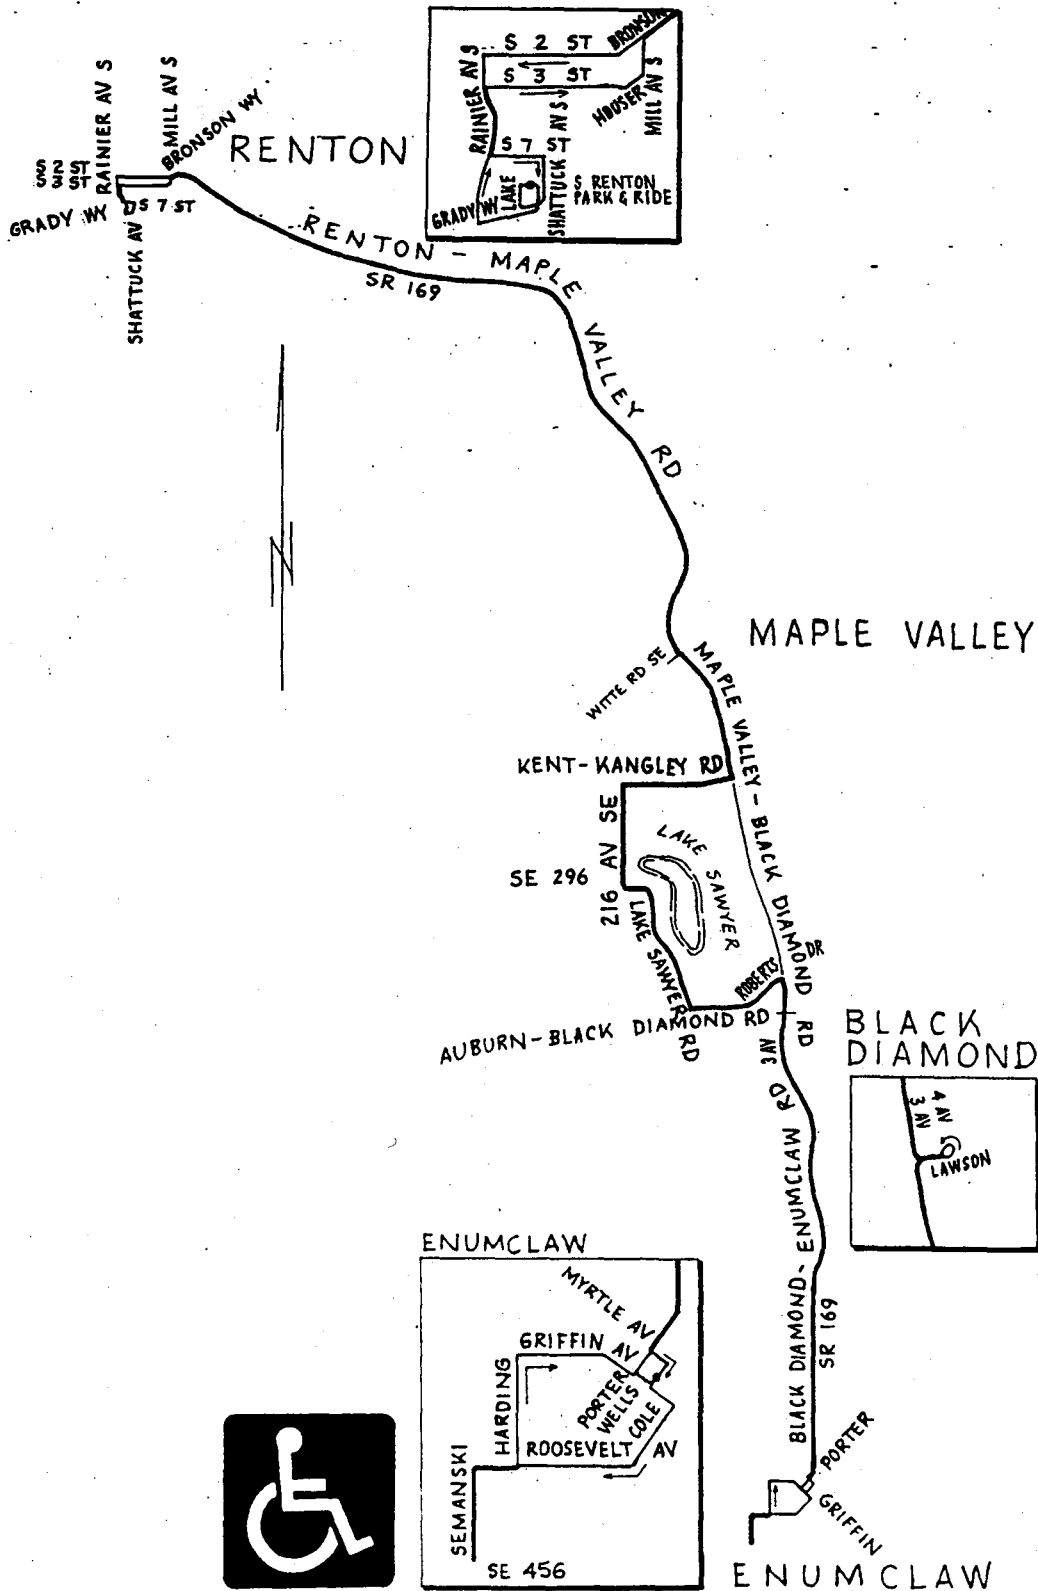 S 2 ST
BRONSON
S 3 ST
RAINIER AV S
HOUSER
MILL AV S
SHATTUCK AV S
S 7 ST
LAKE
GRADY WY
S RENTON
PARK & RIDE
RAINIER AV S
MILL AV S
BRONSON WY
RENTON
S 2 ST
S 3 ST
GRADY WY
S 7 ST
SHATTUCK AV
RENTON - MAPLE VALLEY RD
SR 169
N
MAPLE VALLEY
WITTE RD SE
MAPLE VALLEY - BLACK DIAMOND RD
KENT-KANGLEY RD
216 AV SE
LAKE SAWYER
SE 296
LAKE SAWYER RD
ROBERTS DR
AUBURN-BLACK DIAMOND RD
3 AV
BLACK
DIAMOND
4 AV
3 AV
LAWSON
BLACK DIAMOND- ENUMCLAW RD
SR 169
ENUMCLAW
MYRTLE AV
GRIFFIN AV
HARDING
PORTER
WELLS
COLE
ROOSEVELT AV
SEMANSKI
SE 456
PORTER
GRIFFIN
ENUMCLAW